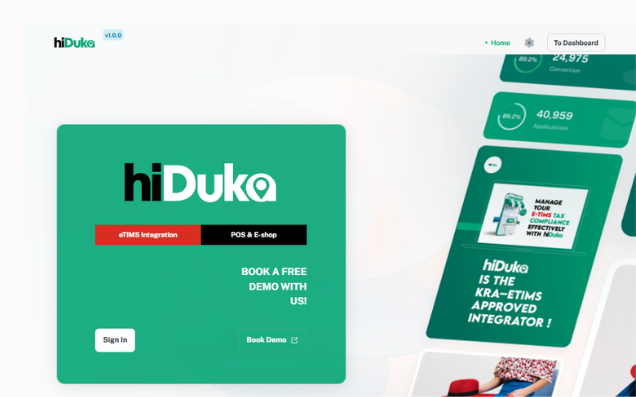 hiDuka
v1.0.0
Home
To Dashboard
89.2%
24,975
Conversion
89.2%
40,959
Applications
hiDuka
eTIMS Integration
POS & E-shop
BOOK A FREE
DEMO WITH
US!
Sign In
Book Demo
MANAGE
YOUR
E-TIMS TAX
COMPLIANCE
EFFECTIVELY
WITH hiDuka
hiDuka
IS THE
KRA-ETIMS
APPROVED
INTEGRATOR !